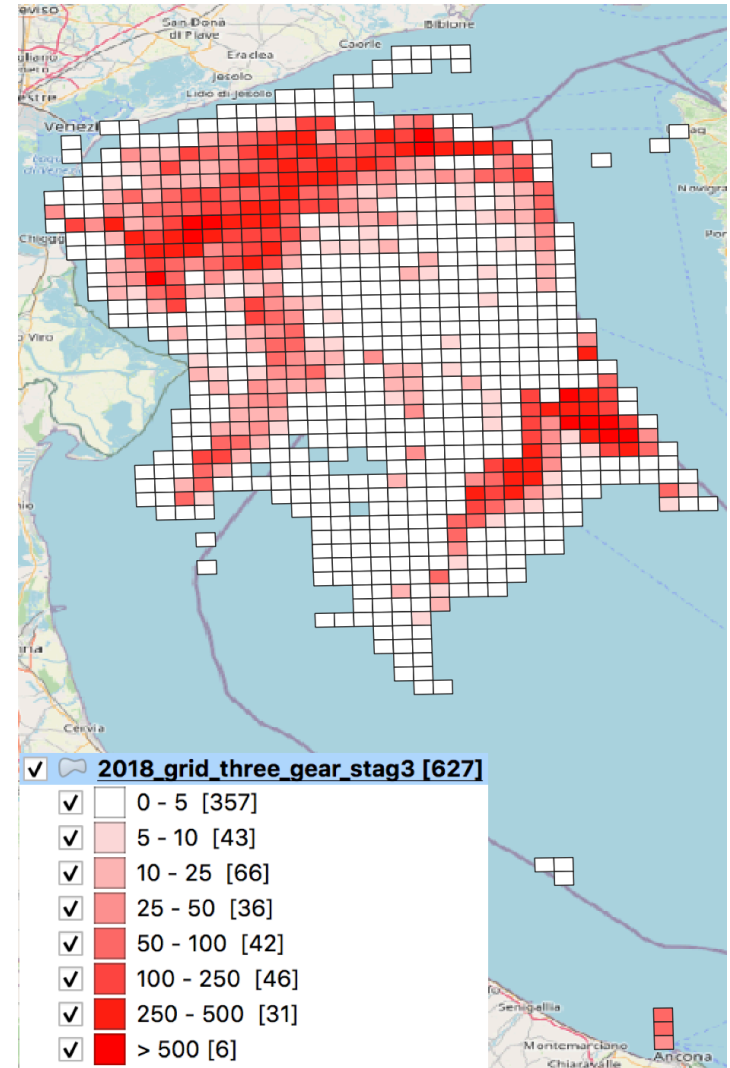 San Donà
di Piave
Bibione
Caorle
Eraclea
Jesolo
Lido di Jesolo
Chiogg
o Viro
Cervia
2018_grid_three_gear_stag3 [627]
0 - 5 [357]
5 - 10 [43]
10 - 25 [66]
25 - 50 [36]
50 - 100 [42]
100 - 250 [46]
250 - 500 [31]
> 500 [6]
Senigallia
Montemarciano
Ancona
Chiaravalle